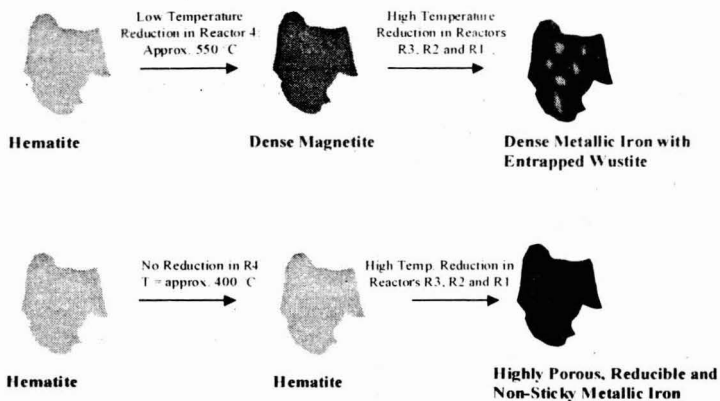 Low Temperature
Reduction in Reactor 4:
Approx. 550 °C
High Temperature
Reduction in Reactors
R3, R2 and R1
Hematite
Dense Magnetite
Dense Metallic Iron with
Entrapped Wustite
No Reduction in R4
T = approx. 400 °C
High Temp. Reduction in
Reactors R3, R2 and R1
Hematite
Hematite
Highly Porous, Reducible and
Non-Sticky Metallic Iron